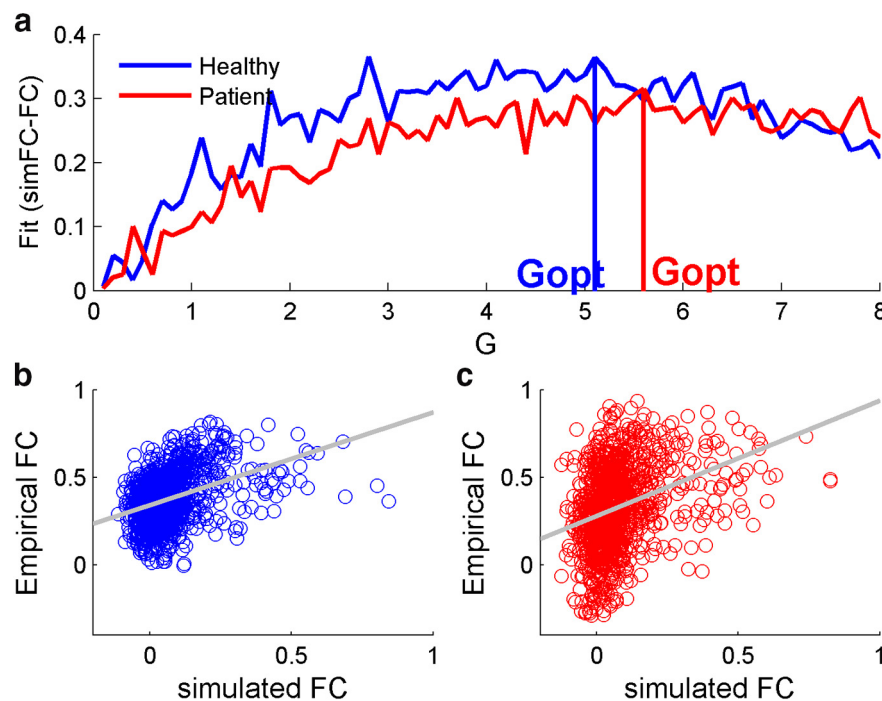 a
0.4
0.3
0.2
0.1
0
Fit (simFC-FC)
Healthy
Patient
Gopt
Gopt
0 1 2 3 4 5 6 7 8
G
b
1
0.5
0
Empirical FC
0 0.5 1
simulated FC
c
1
0.5
0
Empirical FC
0 0.5 1
simulated FC